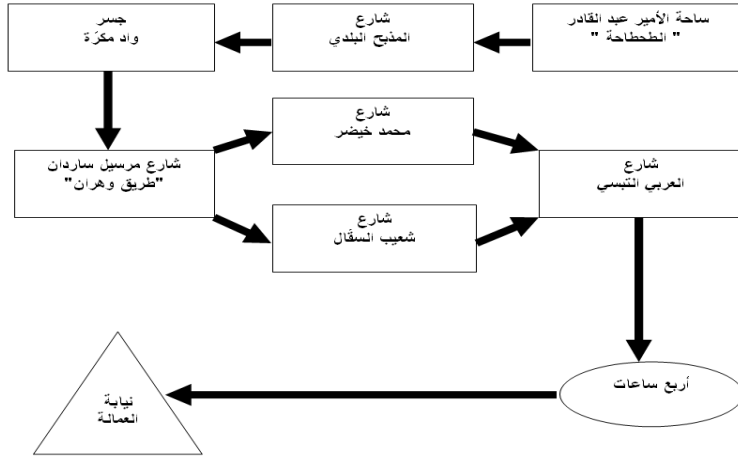 ساحة الأمير عبد القادر
" الطحطاحة "
شارع
المذبح البلدي
جسر
واد مكرّة
شارع
محمد خيضر
شارع مرسيل ساردان
"طريق وهران"
شارع
العربي التبسي
شارع
شعيب السقّال
أربع ساعات
نيابة
العمالة